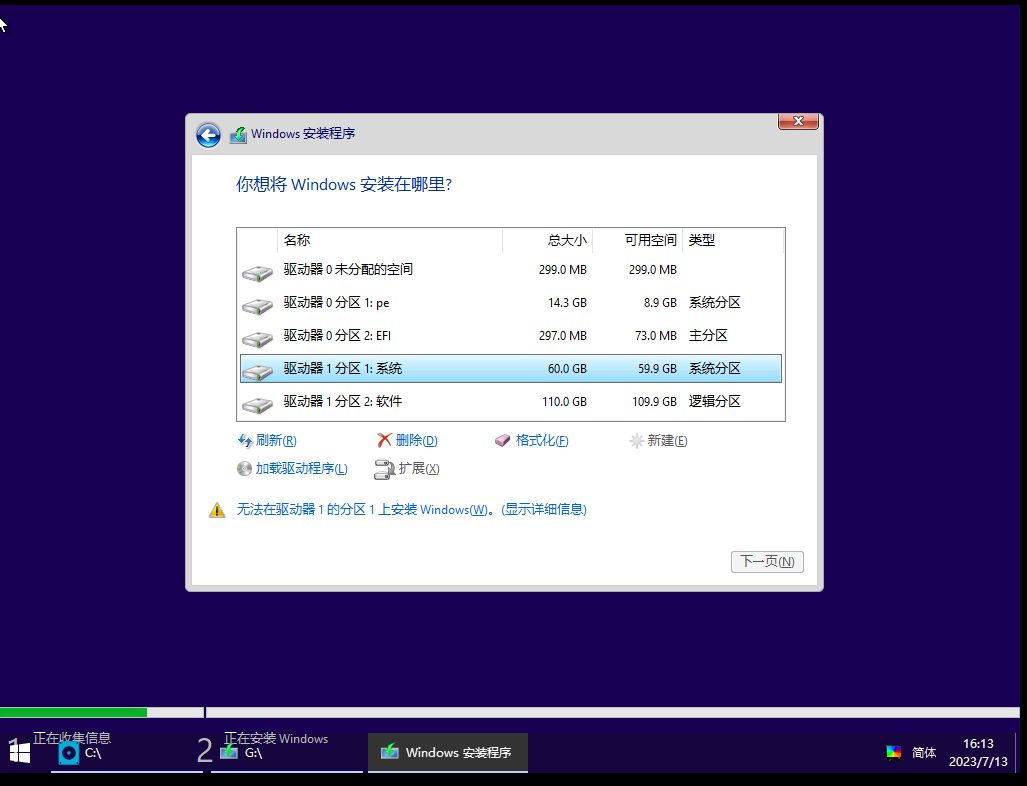 Windows 安装程序
你想将 Windows 安装在哪里?
名称 总大小 可用空间 类型
驱动器 0 未分配的空间 299.0 MB 299.0 MB
驱动器 0 分区 1: pe 14.3 GB 8.9 GB 系统分区
驱动器 0 分区 2: EFI 297.0 MB 73.0 MB 主分区
驱动器 1 分区 1: 系统 60.0 GB 59.9 GB 系统分区
驱动器 1 分区 2: 软件 110.0 GB 109.9 GB 逻辑分区
刷新(R) 删除(D) 格式化(F) 新建(E)
加载驱动程序(L) 扩展(X)
无法在驱动器 1 的分区 1 上安装 Windows(W)。 (显示详细信息)
下一页(N)
1 正在收集信息 2 正在安装 Windows
C:\ G:\ Windows 安装程序 简体 16:13
2023/7/13